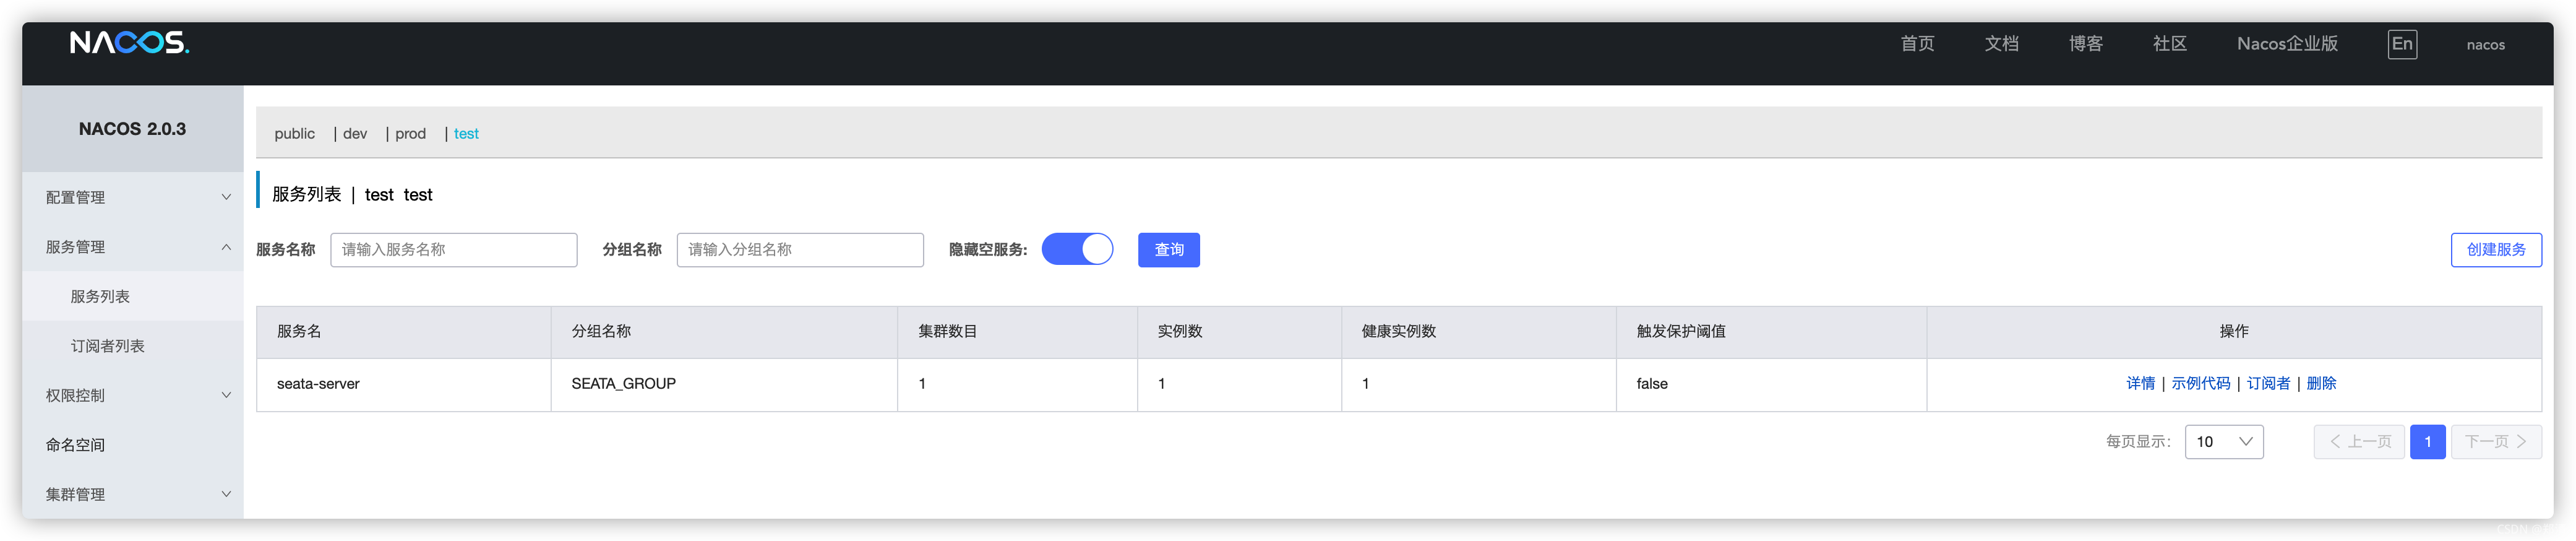 NACOS.
首页 文档 博客 社区 Nacos企业版 En nacos
NACOS 2.0.3
配置管理
服务管理
服务列表
订阅者列表
权限控制
命名空间
集群管理
public | dev | prod | test
服务列表 | test test
服务名称 请输入服务名称 分组名称 请输入分组名称 隐藏空服务: 查询 创建服务
服务名 分组名称 集群数目 实例数 健康实例数 触发保护阈值 操作
seata-server SEATA_GROUP 1 1 1 false 详情 | 示例代码 | 订阅者 | 删除
每页显示: 10 上一页 1 下一页